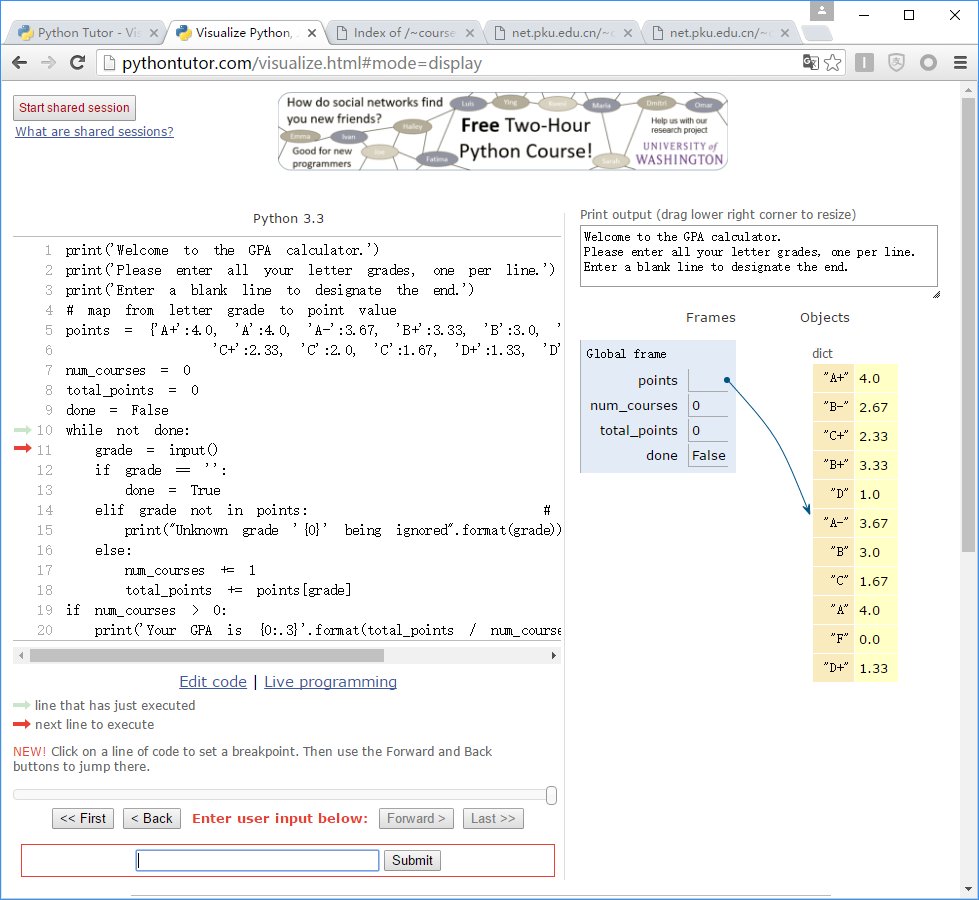 Python Tutor - Vis
Visualize Python,
Index of /~course
net.pku.edu.cn/~c
net.pku.edu.cn/~
pythontutor.com/visualize.html#mode=display
Start shared session
What are shared sessions?
How do social networks find
you new friends?
Good for new
programmers
Luis
Ying
Maria
Dmitri
Omar
Hailey
Emma
Ivan
Fatima
Sarah
Free Two-Hour
Python Course!
Help us with our
research project
UNIVERSITY of
WASHINGTON
Python 3.3
1 print('Welcome to the GPA calculator.')
2 print('Please enter all your letter grades, one per line.')
3 print('Enter a blank line to designate the end.')
4 # map from letter grade to point value
5 points = {'A+':4.0, 'A':4.0, 'A-':3.67, 'B+':3.33, 'B':3.0, '
6 'C+':2.33, 'C':2.0, 'C':1.67, 'D+':1.33, 'D'
7 num_courses = 0
8 total_points = 0
9 done = False
10 while not done:
11 grade = input()
12 if grade == '':
13 done = True
14 elif grade not in points: #
15 print("Unknown grade '{0}' being ignored".format(grade))
16 else:
17 num_courses += 1
18 total_points += points[grade]
19 if num_courses > 0:
20 print('Your GPA is {0:.3}'.format(total_points / num_course
Edit code | Live programming
line that has just executed
next line to execute
NEW! Click on a line of code to set a breakpoint. Then use the Forward and Back
buttons to jump there.
<< First
< Back
Enter user input below:
Forward >
Last >>
Submit
Print output (drag lower right corner to resize)
Welcome to the GPA calculator.
Please enter all your letter grades, one per line.
Enter a blank line to designate the end.
Frames
Objects
Global frame
points
num_courses 0
total_points 0
done False
dict
"A+" 4.0
"B-" 2.67
"C+" 2.33
"B+" 3.33
"D" 1.0
"A-" 3.67
"B" 3.0
"C" 1.67
"A" 4.0
"F" 0.0
"D+" 1.33